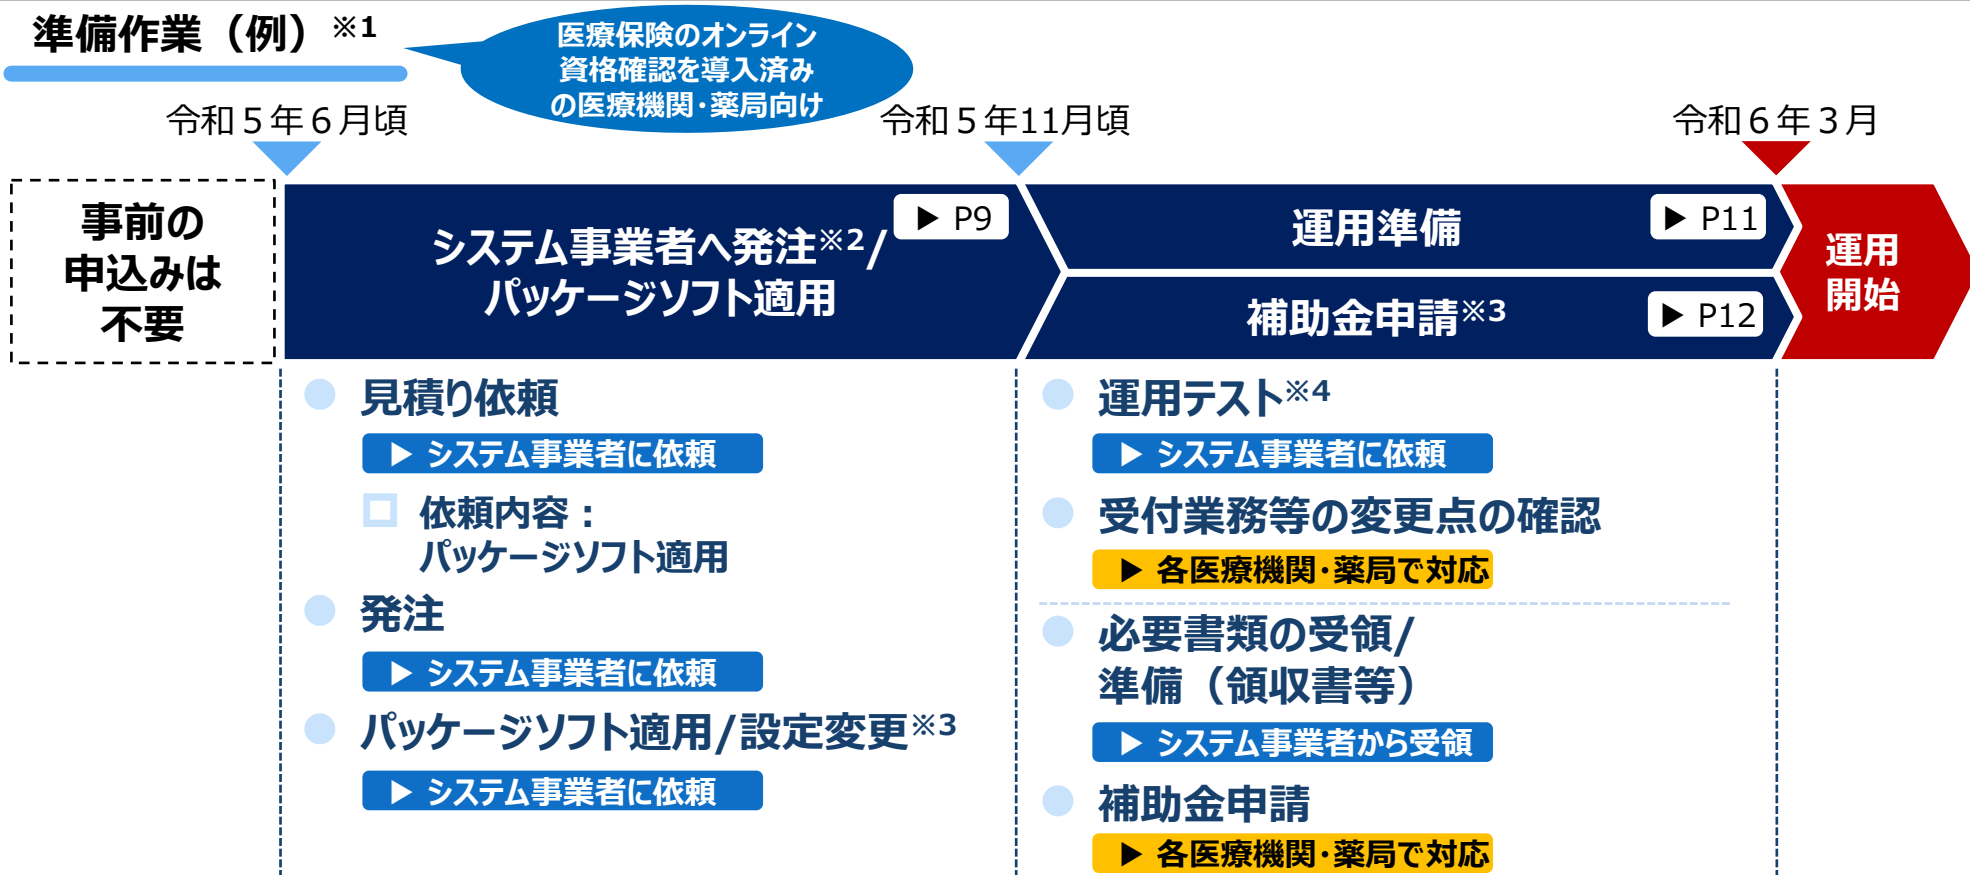 準備作業（例）※1
医療保険のオンライン
資格確認を導入済み
の医療機関・薬局向け
令和５年６月頃
令和５年11月頃
令和６年３月
事前の
申込みは
不要
システム事業者へ発注※2/
パッケージソフト適用
▶ P9
運用準備
▶ P11
補助金申請※3
▶ P12
運用
開始
見積り依頼
▶ システム事業者に依頼
依頼内容：
パッケージソフト適用
発注
▶ システム事業者に依頼
パッケージソフト適用/設定変更※3
▶ システム事業者に依頼
運用テスト※4
▶ システム事業者に依頼
受付業務等の変更点の確認
▶ 各医療機関・薬局で対応
必要書類の受領/
準備（領収書等）
▶ システム事業者から受領
補助金申請
▶ 各医療機関・薬局で対応